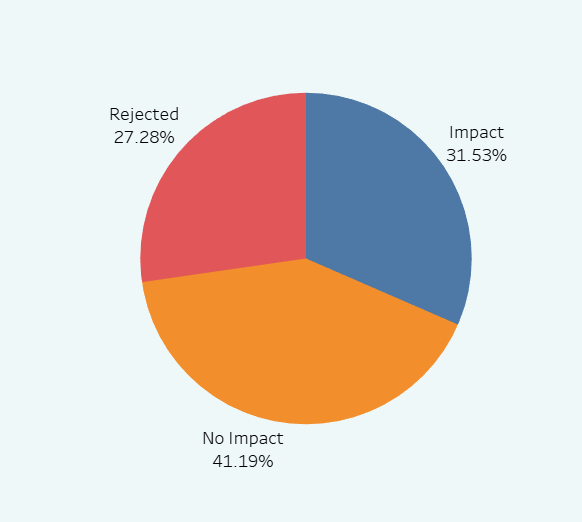 Rejected
27.28%
Impact
31.53%
No Impact
41.19%